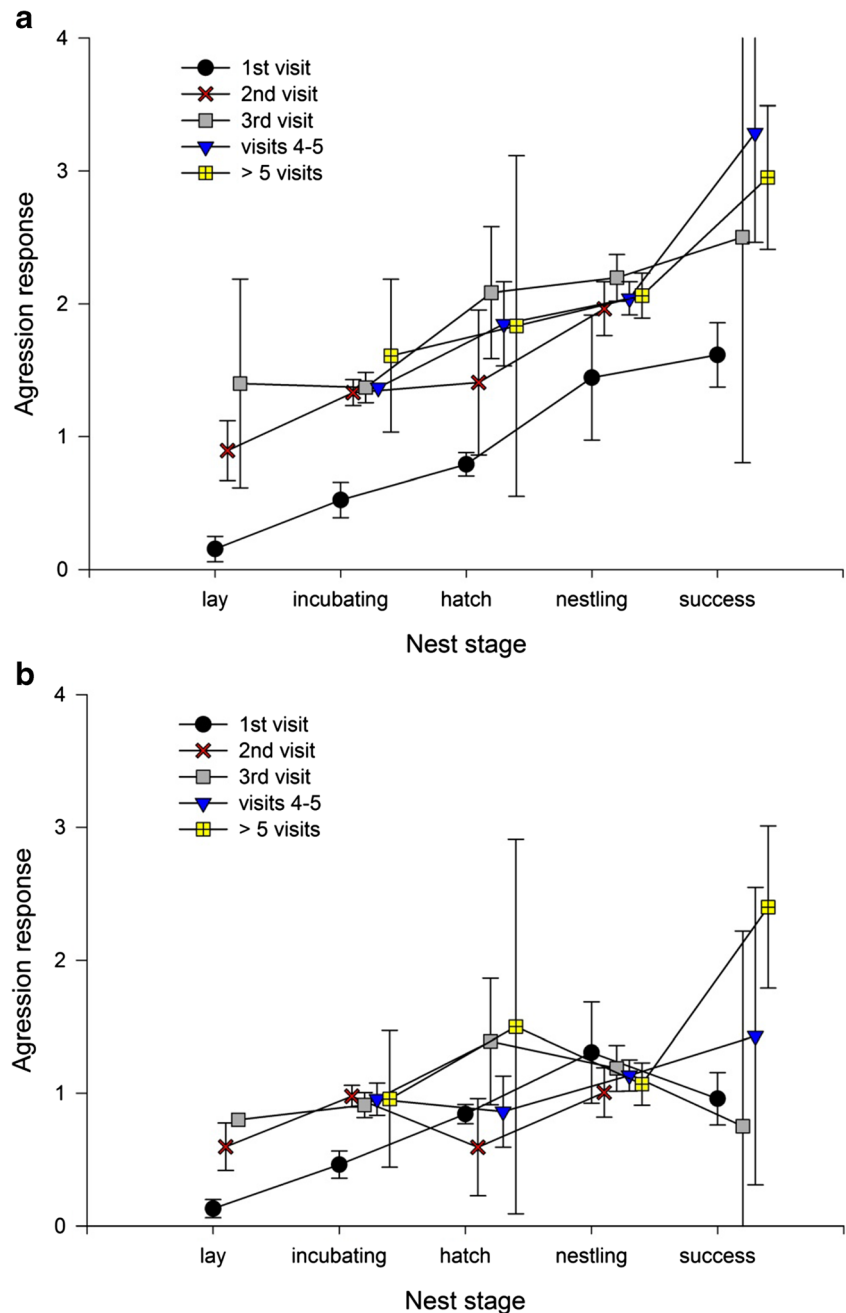 a
4
3
2
1
0
Agression response
1st visit
2nd visit
3rd visit
visits 4-5
> 5 visits
lay incubating hatch nestling success
Nest stage
b
4
3
2
1
0
Agression response
1st visit
2nd visit
3rd visit
visits 4-5
> 5 visits
lay incubating hatch nestling success
Nest stage